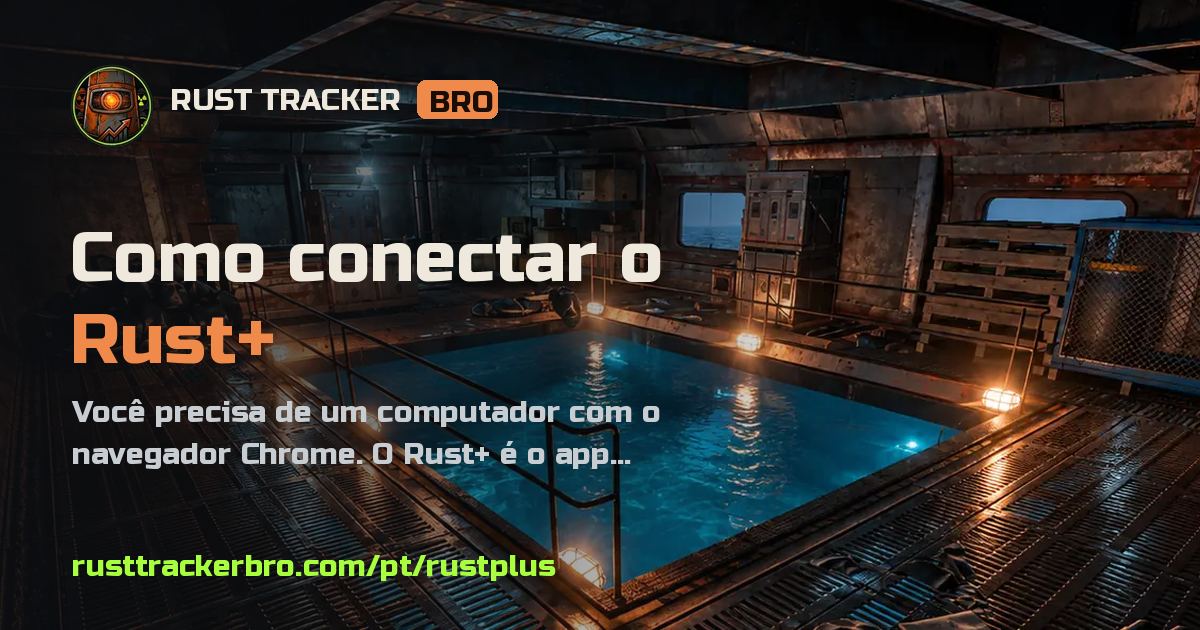 RUST TRACKER BRO
Como conectar o
Rust+
Você precisa de um computador com o
navegador Chrome. O Rust+ é o app...
rusttrackerbro.com/pt/rustplus